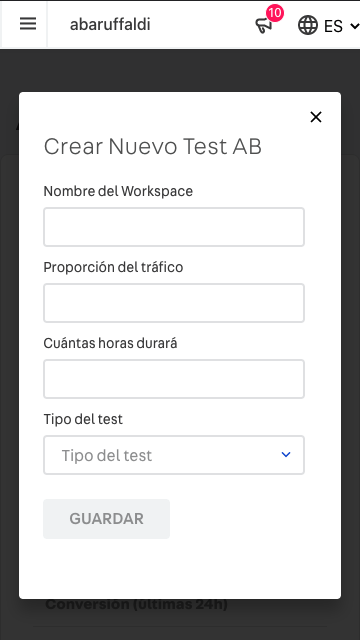 abaruffaldi
10
ES
Crear Nuevo Test AB
Nombre del Workspace
Proporción del tráfico
Cuántas horas durará
Tipo del test
Tipo del test
GUARDAR
Conversión (últimas 24h)